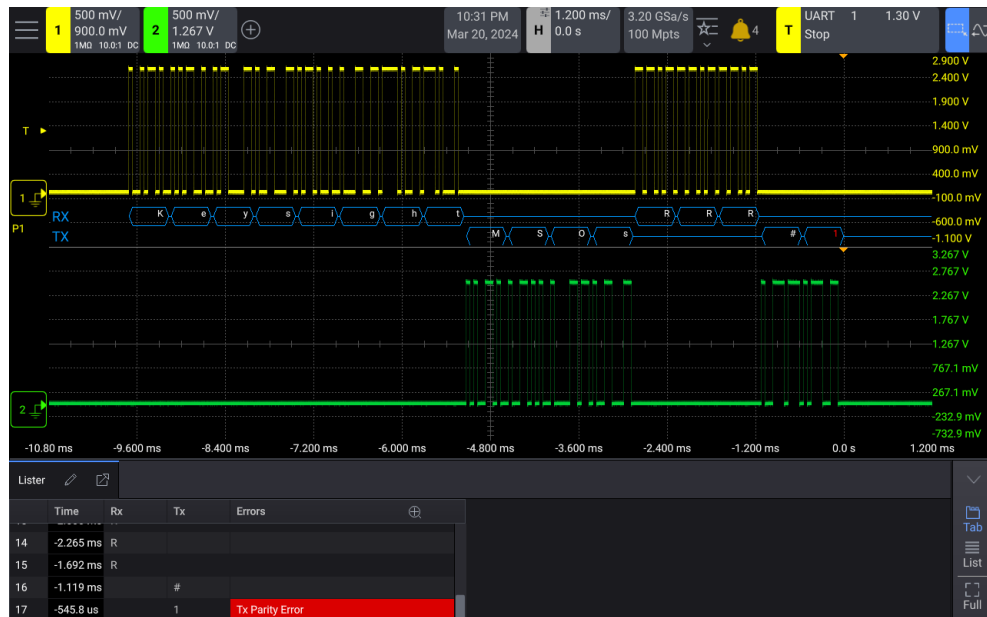 1 500 mV/ 900.0 mV 1MΩ 10.0:1 DC
2 500 mV/ 1.267 V 1MΩ 10.0:1 DC
10:31 PM
Mar 20, 2024
H 1.200 ms/ 0.0 s
3.20 GSa/s
100 Mpts
4
T UART 1 1.30 V
Stop
2.900 V
2.400 V
1.900 V
T 1.400 V
900.0 mV
400.0 mV
1 -100.0 mV
RX K e y s i g h t R R R -600.0 mV
P1
TX M S O s # 1 -1.100 V
3.267 V
2.767 V
2.267 V
1.767 V
1.267 V
767.1 mV
267.1 mV
2 -232.9 mV
-732.9 mV
-10.80 ms -9.600 ms -8.400 ms -7.200 ms -6.000 ms -4.800 ms -3.600 ms -2.400 ms -1.200 ms 0.0 s 1.200 ms
Lister
Time Rx Tx Errors
14 -2.265 ms R
15 -1.692 ms R
16 -1.119 ms #
17 -545.8 us 1 Tx Parity Error
Tab
List
Full